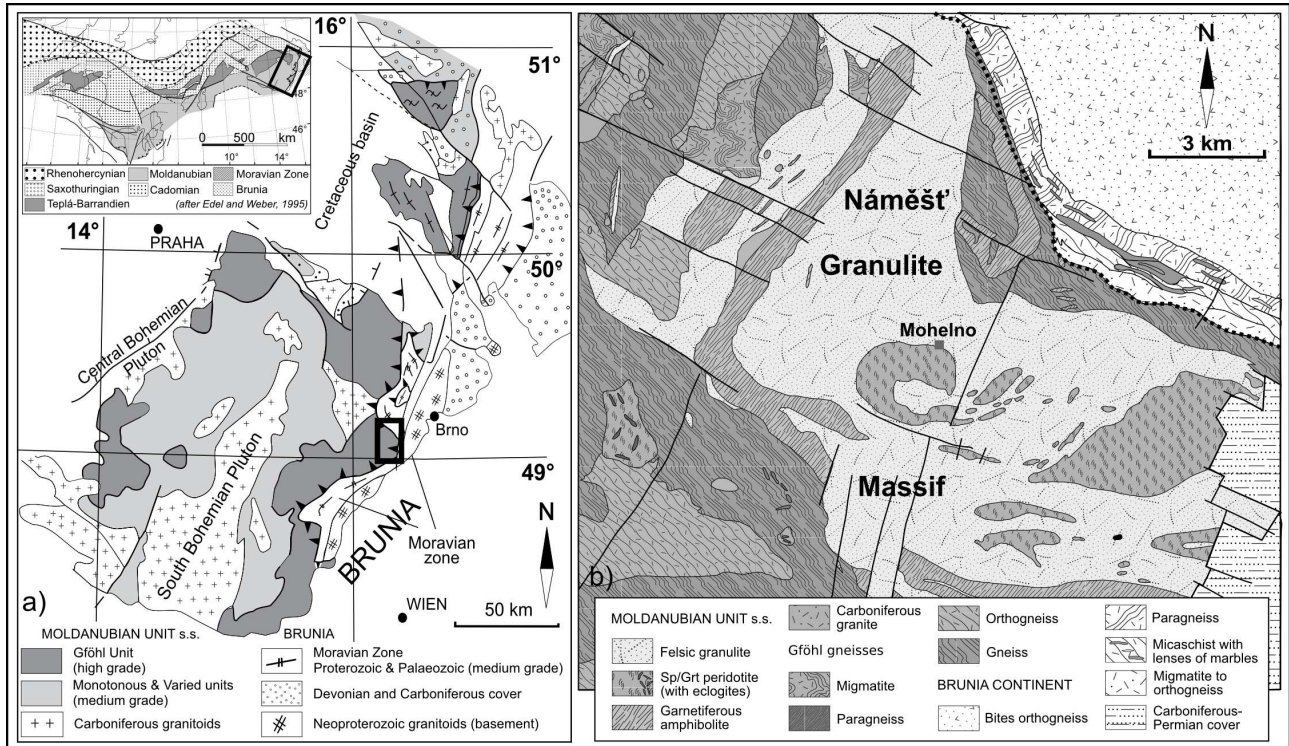 16°
51°
48°
46°
0 500 km
10° 14°
Rhenohercynian
Moldanubian
Moravian Zone
Saxothuringian
Cadomian
Brunia
Teplá-Barrandien
(after Edel and Weber, 1995)
Cretaceous basin
14°
PRAHA
50°
Central Bohemian
Pluton
Brno
49°
South Bohemian Pluton
BRUNIA
Moravian
zone
N
WIEN
50 km
a)
MOLDANUBIAN UNIT s.s.
Gföhl Unit
(high grade)
Monotonous & Varied units
(medium grade)
Carboniferous granitoids
BRUNIA
Moravian Zone
Proterozoic & Palaeozoic (medium grade)
Devonian and Carboniferous cover
Neoproterozoic granitoids (basement)
N
3 km
Náměšť
Granulite
Mohelno
Massif
b)
MOLDANUBIAN UNIT s.s.
Felsic granulite
Sp/Grt peridotite
(with eclogites)
Garnetiferous
amphibolite
Carboniferous
granite
Gföhl gneisses
Migmatite
Paragneiss
Orthogneiss
Gneiss
BRUNIA CONTINENT
Bites orthogneiss
Paragneiss
Micaschist with
lenses of marbles
Migmatite to
orthogneiss
Carboniferous-
Permian cover